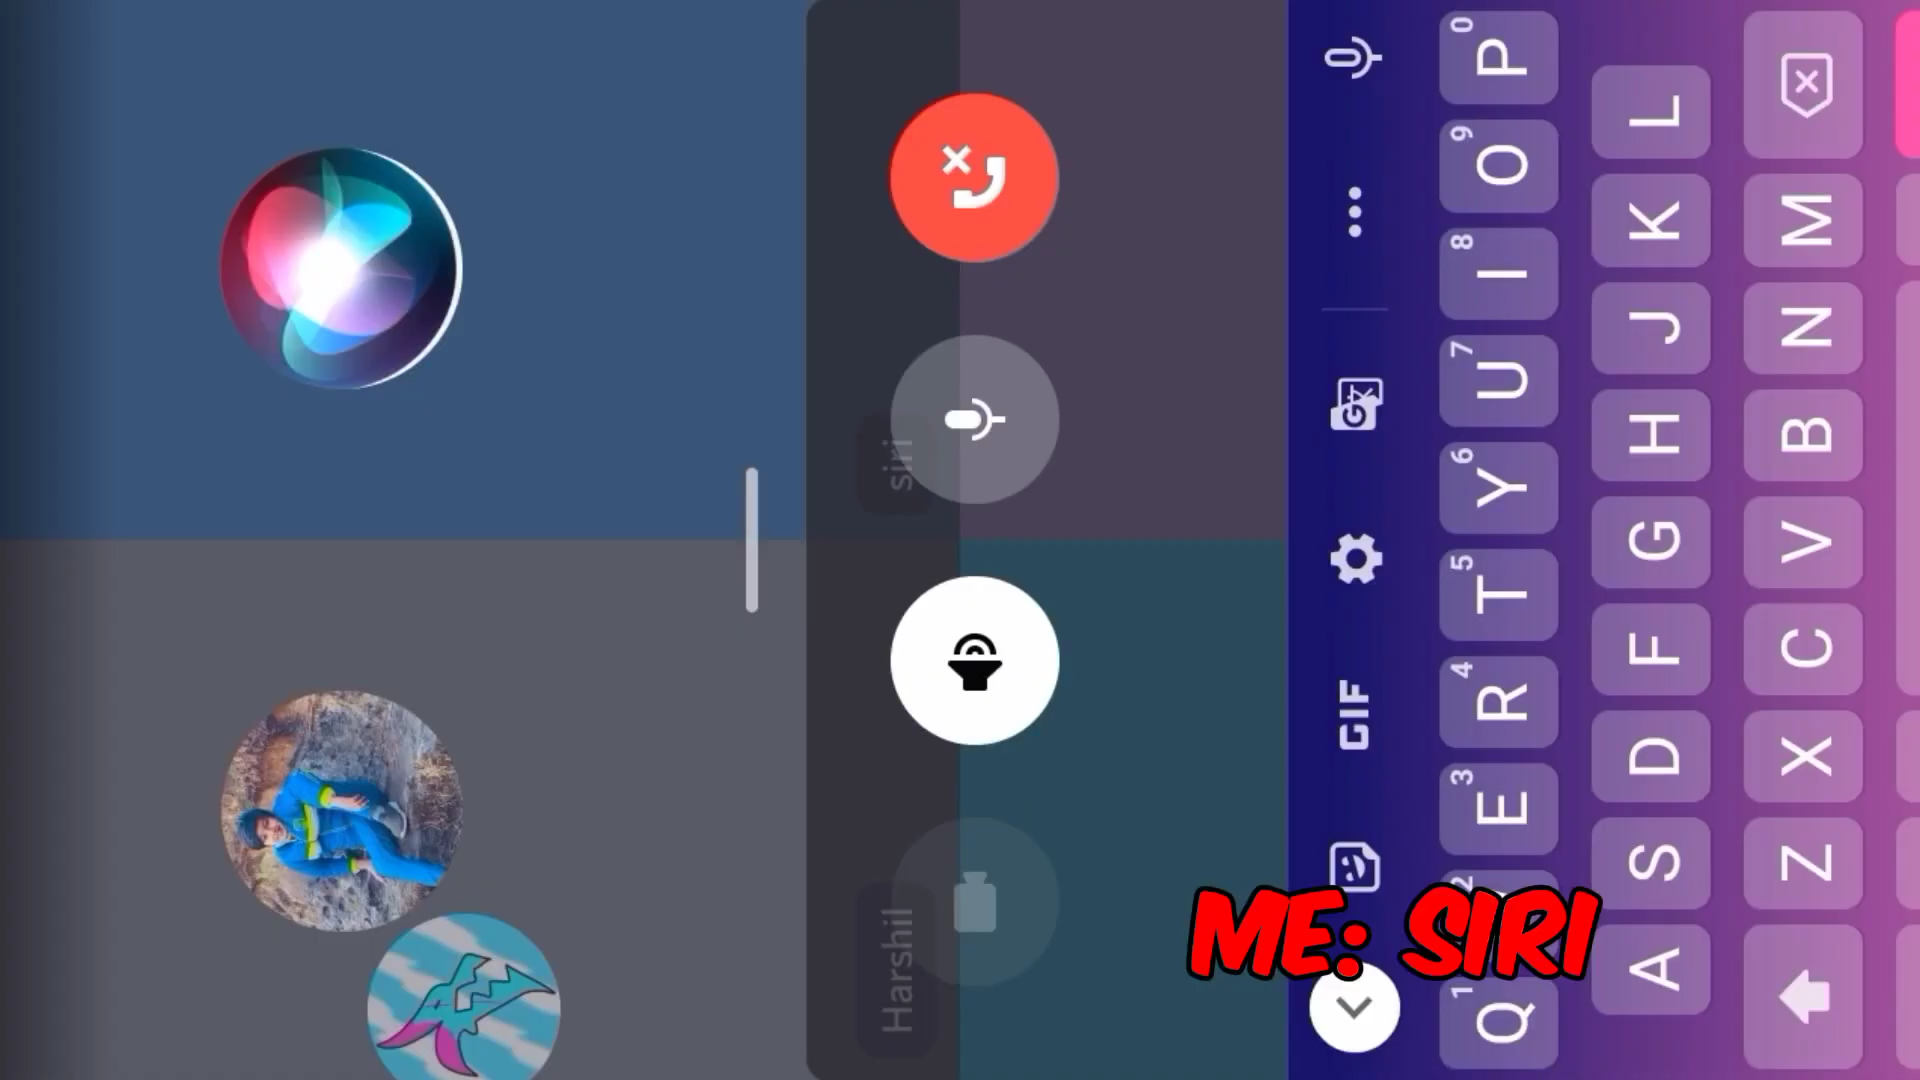 Harshil siri
GIF
1 2 3 4 5 6 7 8 9 0
Q E R T Y U I O P
A S D F G H J K L
Z X C V B N M
ME: SIRI